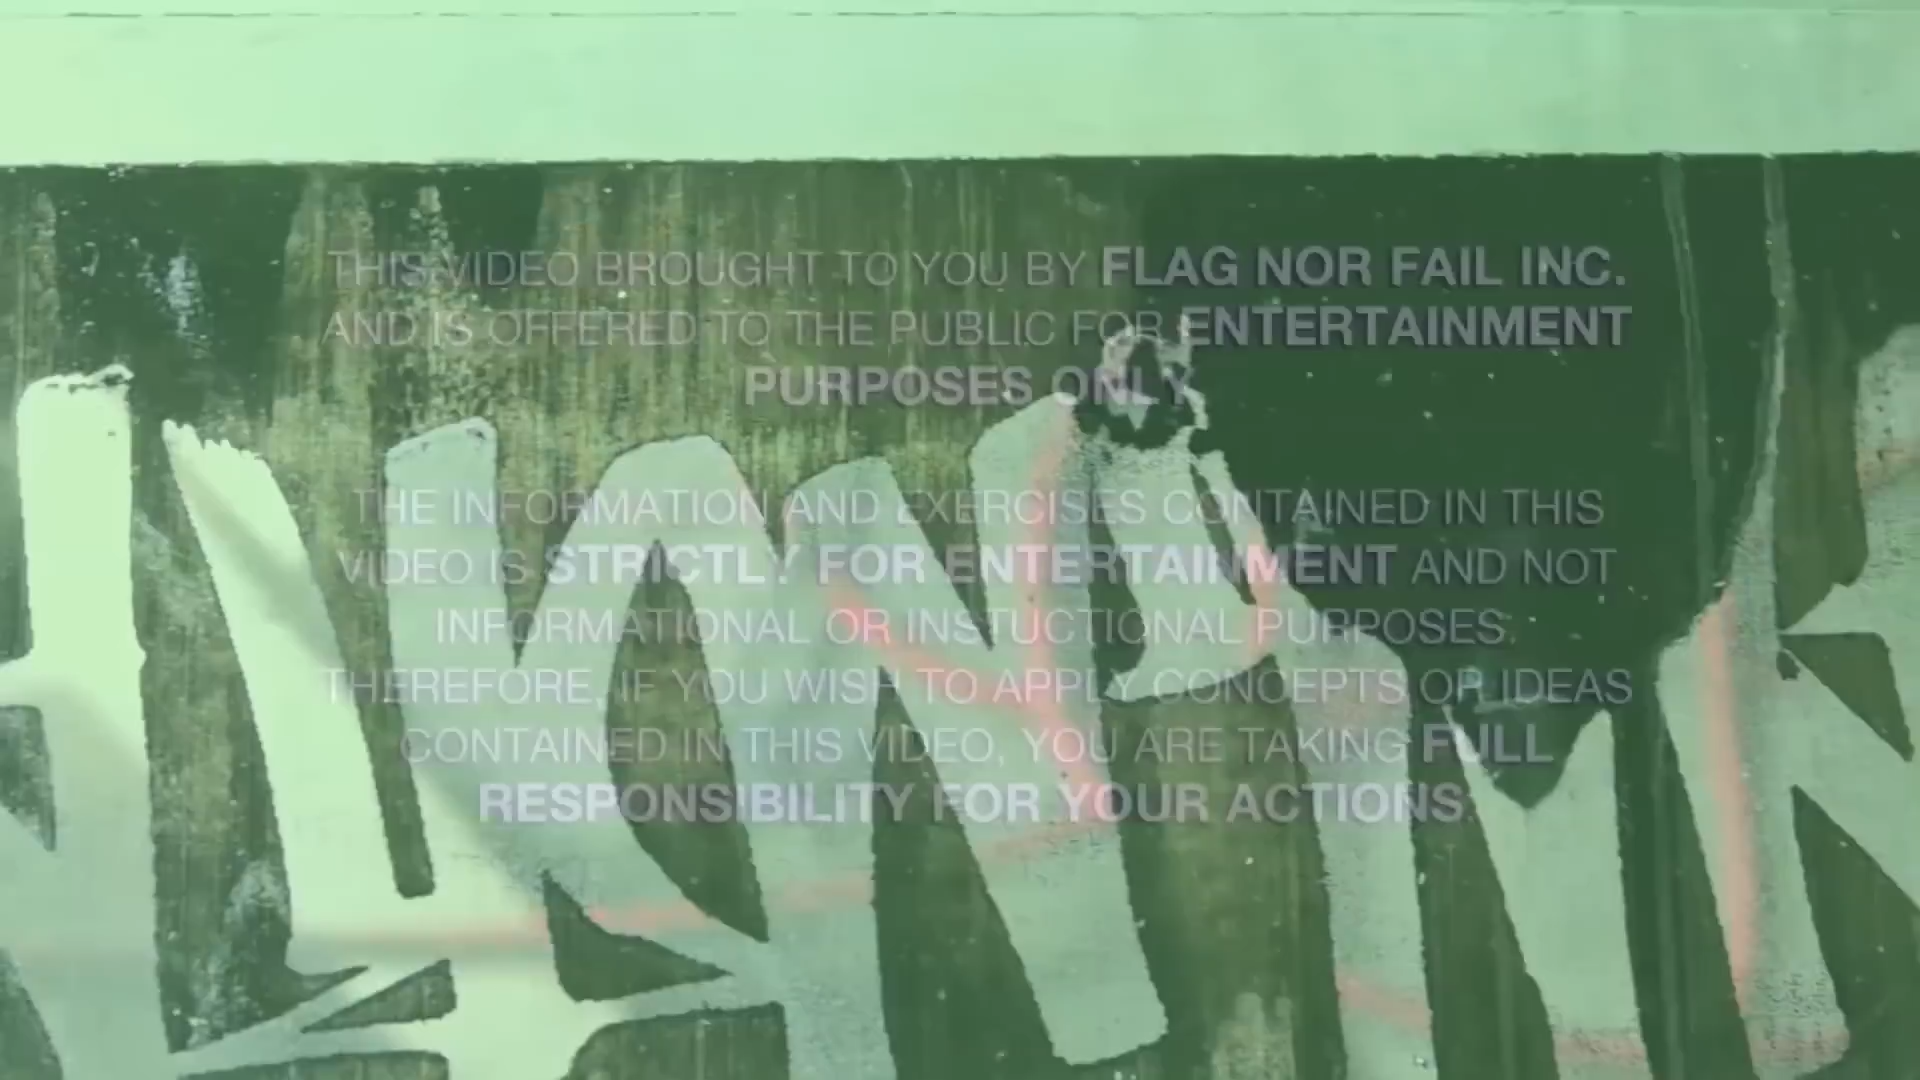 THIS VIDEO BROUGHT TO YOU BY FLAG NOR FAIL INC.
AND IS OFFERED TO THE PUBLIC FOR ENTERTAINMENT
PURPOSES ONLY
THE INFORMATION AND EXERCISES CONTAINED IN THIS
VIDEO IS STRICTLY FOR ENTERTAINMENT AND NOT
INFORMATIONAL OR INSTUCTIONAL PURPOSES
THEREFORE, IF YOU WISH TO APPLY CONCEPTS OR IDEAS
CONTAINED IN THIS VIDEO, YOU ARE TAKING FULL
RESPONSIBILITY FOR YOUR ACTIONS.